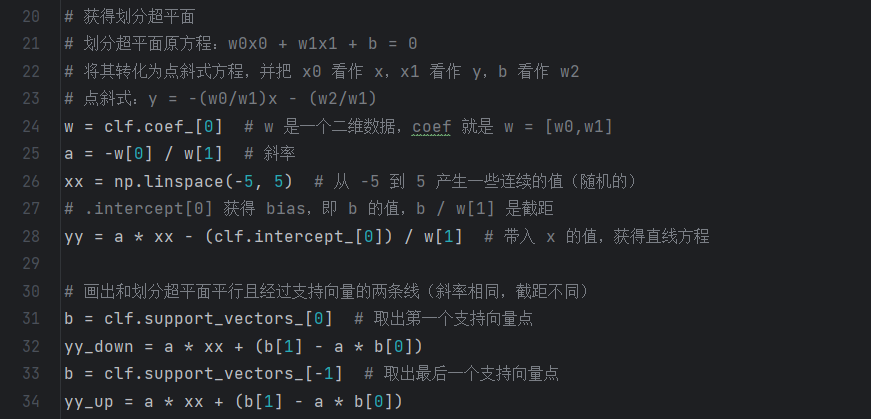 20 # 获得划分超平面
21 # 划分超平面原方程：w0x0 + w1x1 + b = 0
22 # 将其转化为点斜式方程，并把 x0 看作 x，x1 看作 y，b 看作 w2
23 # 点斜式：y = -(w0/w1)x - (w2/w1)
24 w = clf.coef_[0]  # w 是一个二维数据，coef 就是 w = [w0,w1]
25 a = -w[0] / w[1]  # 斜率
26 xx = np.linspace(-5, 5)  # 从 -5 到 5 产生一些连续的值（随机的）
27 # .intercept[0] 获得 bias，即 b 的值，b / w[1] 是截距
28 yy = a * xx - (clf.intercept_[0]) / w[1]  # 带入 x 的值，获得直线方程
29
30 # 画出和划分超平面平行且经过支持向量的两条线（斜率相同，截距不同）
31 b = clf.support_vectors_[0]  # 取出第一个支持向量点
32 yy_down = a * xx + (b[1] - a * b[0])
33 b = clf.support_vectors_[-1]  # 取出最后一个支持向量点
34 yy_up = a * xx + (b[1] - a * b[0])